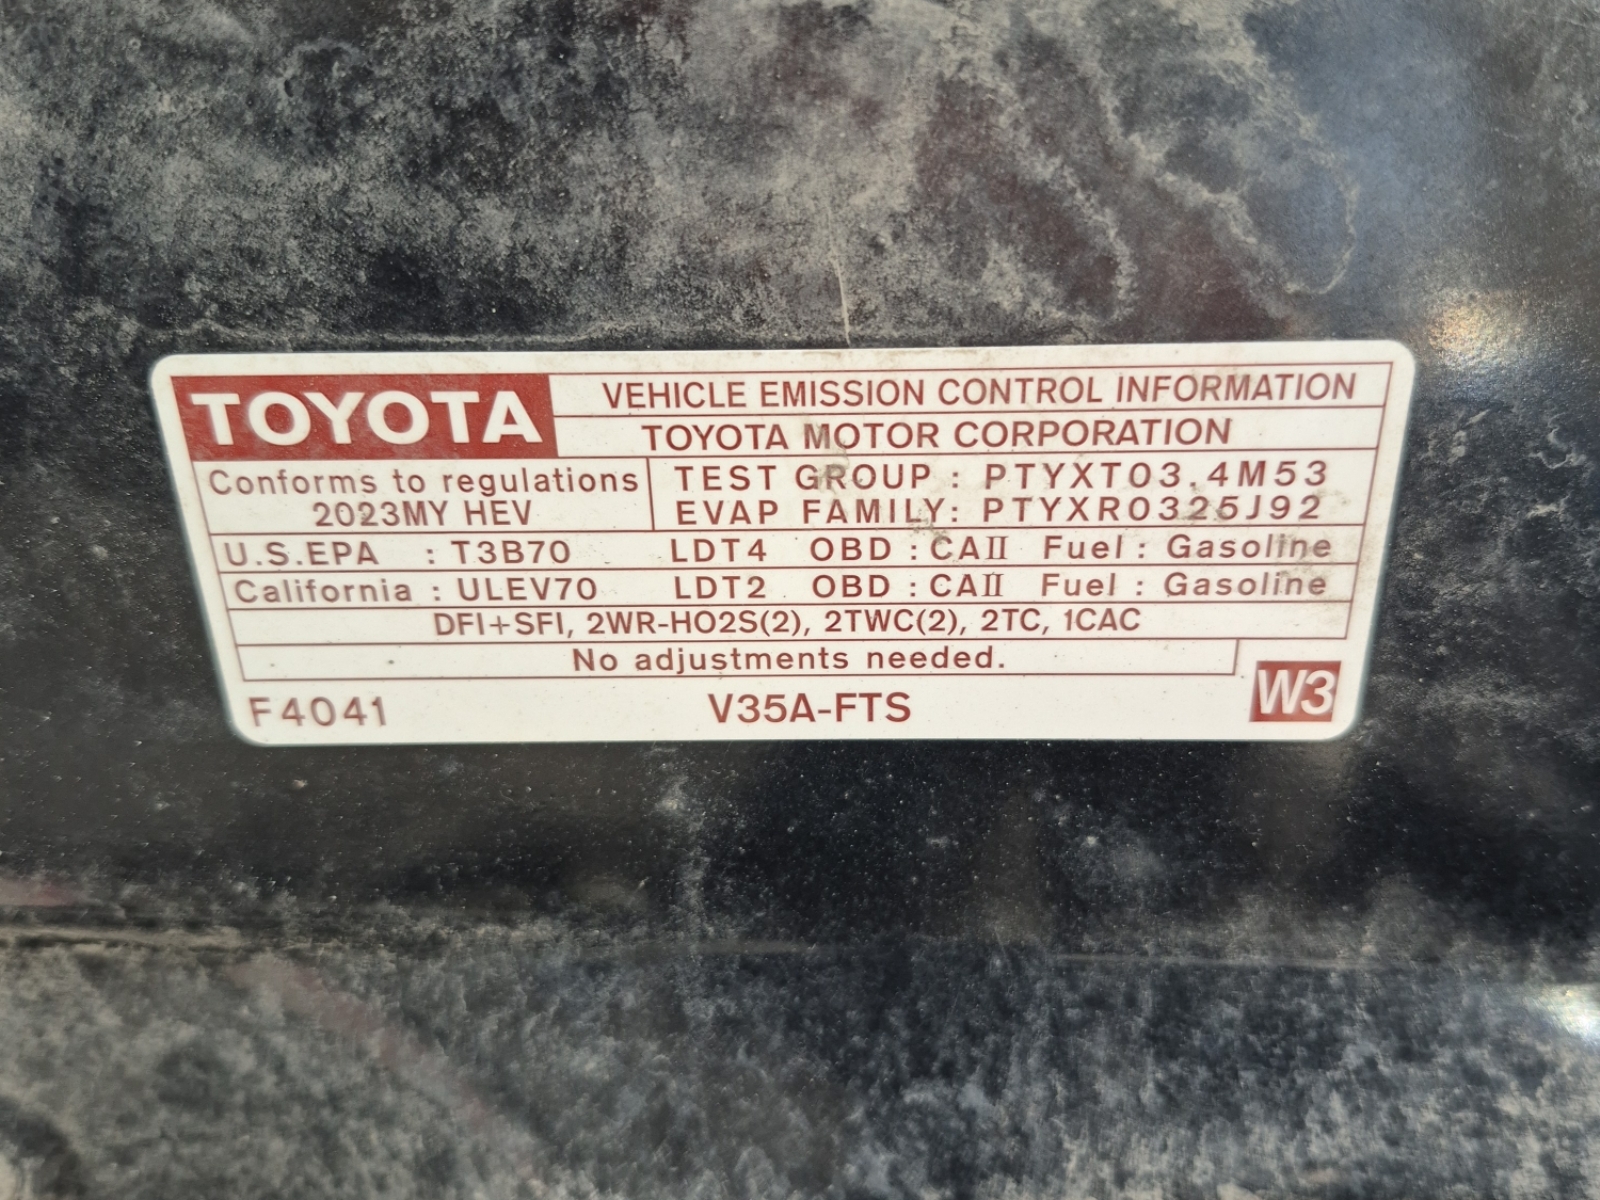 TOYOTA
VEHICLE EMISSION CONTROL INFORMATION
TOYOTA MOTOR CORPORATION
Conforms to regulations
2023MY HEV
TEST GROUP : PTYXT03.4M53
EVAP FAMILY: PTYXR0325J92
U.S.EPA : T3B70 LDT4 OBD : CAII Fuel : Gasoline
California : ULEV70 LDT2 OBD : CAII Fuel : Gasoline
DFI+SFI, 2WR-HO2S(2), 2TWC(2), 2TC, 1CAC
No adjustments needed.
F4041 V35A-FTS W3